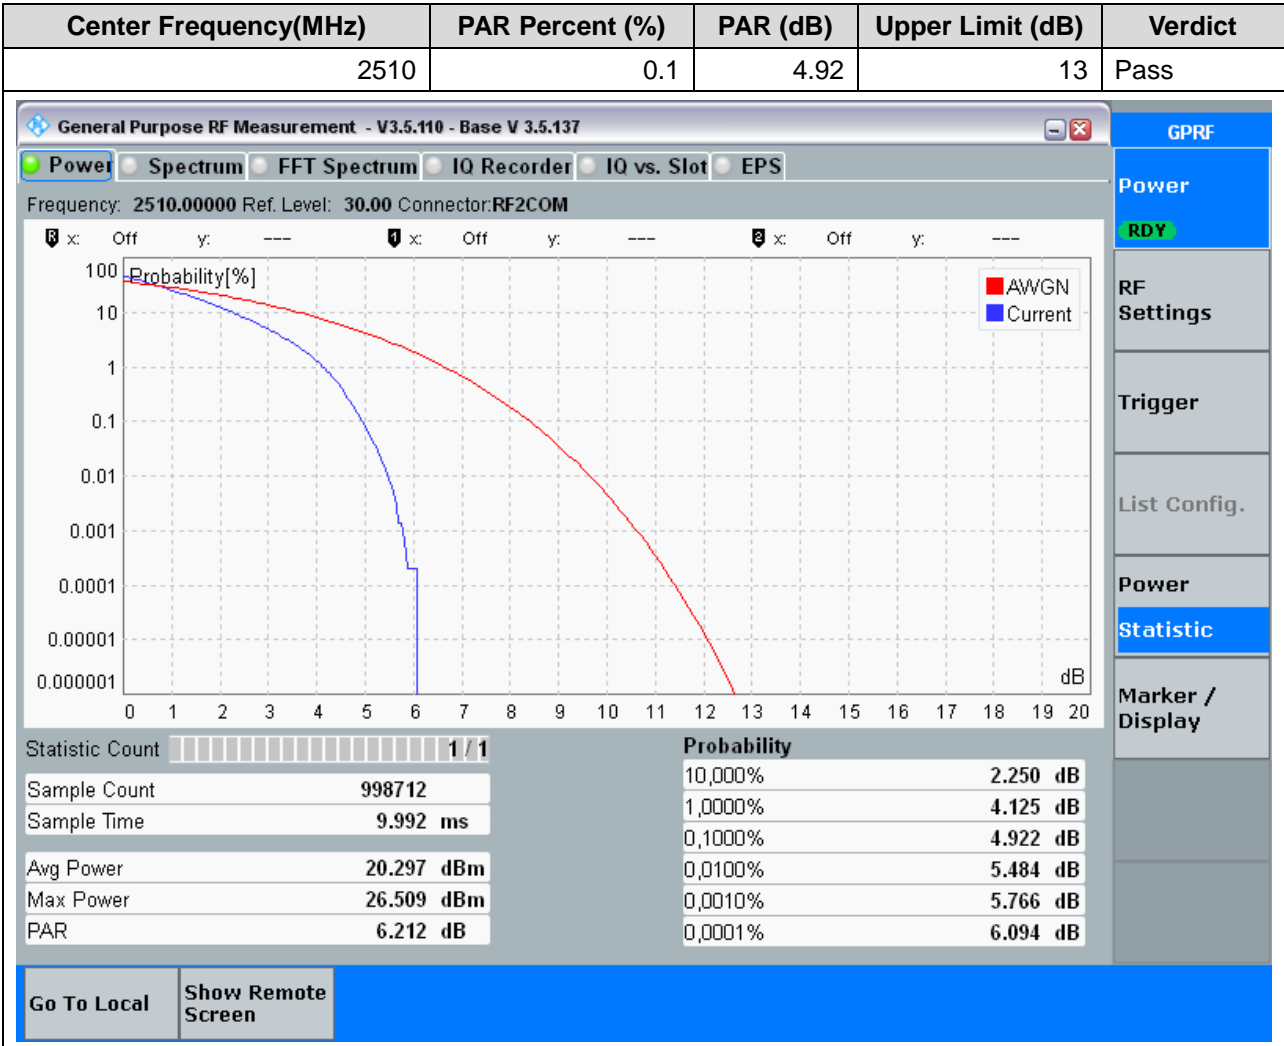 Center Frequency(MHz) PAR Percent (%) PAR (dB) Upper Limit (dB) Verdict
2510 0.1 4.92 13 Pass
General Purpose RF Measurement - V3.5.110 - Base V 3.5.137
GPRF
Power Spectrum FFT Spectrum IQ Recorder IQ vs. Slot EPS
Power
RDY
Frequency: 2510.00000 Ref. Level: 30.00 Connector:RF2COM
R x: Off y: --- 1 x: Off y: --- 2 x: Off y: ---
Probability[%]
AWGN
Current
100
10
1
0.1
0.01
0.001
0.0001
0.00001
0.000001
dB
0 1 2 3 4 5 6 7 8 9 10 11 12 13 14 15 16 17 18 19 20
RF
Settings
Trigger
List Config.
Power
Statistic
Marker /
Display
Statistic Count 1 / 1
Sample Count 998712
Sample Time 9.992 ms
Avg Power 20.297 dBm
Max Power 26.509 dBm
PAR 6.212 dB
Probability
10,000% 2.250 dB
1,0000% 4.125 dB
0,1000% 4.922 dB
0,0100% 5.484 dB
0,0010% 5.766 dB
0,0001% 6.094 dB
Go To Local
Show Remote
Screen